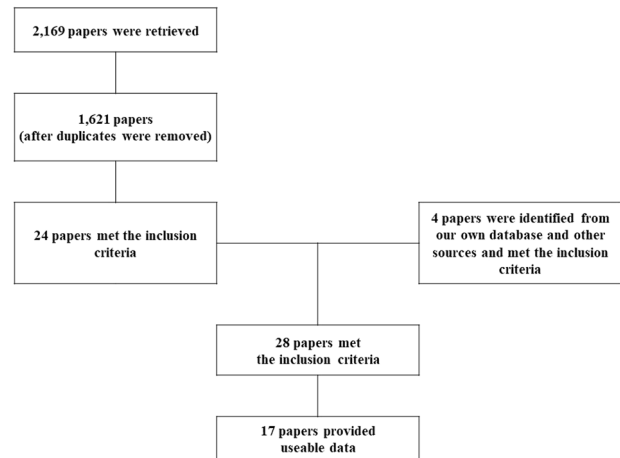 2,169 papers were retrieved
1,621 papers
(after duplicates were removed)
24 papers met the inclusion
criteria
4 papers were identified from
our own database and other
sources and met the inclusion
criteria
28 papers met
the inclusion criteria
17 papers provided
useable data